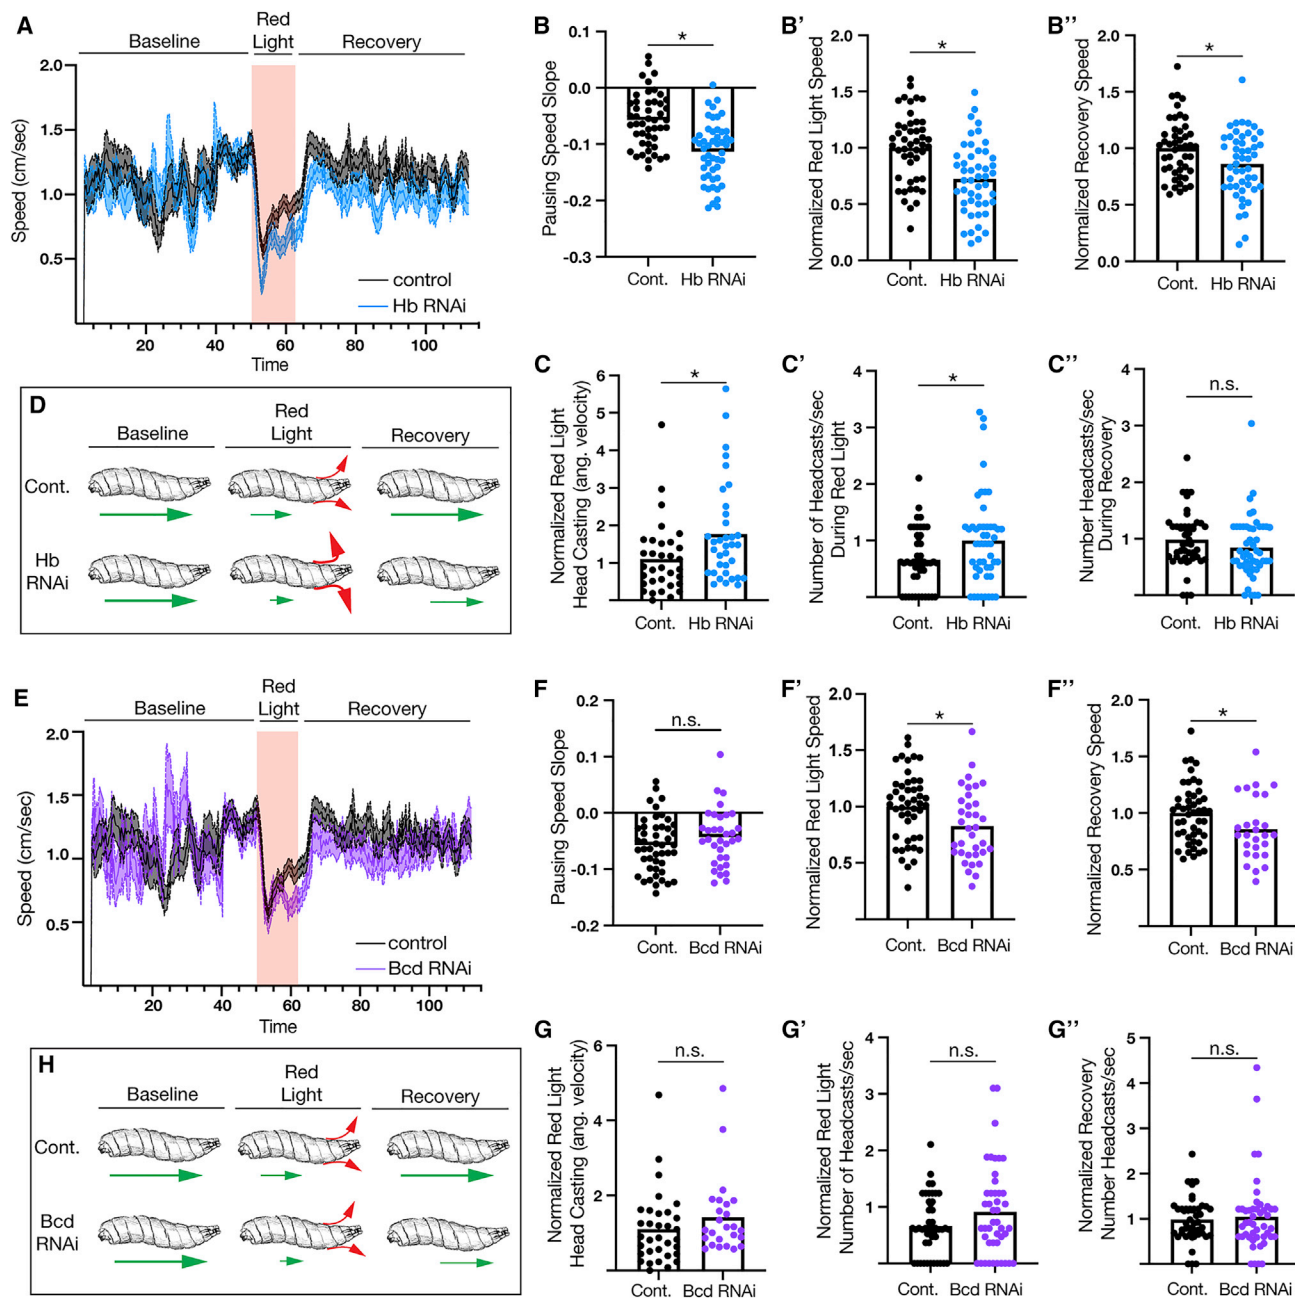 A
Baseline
Red
Light
Recovery
Speed (cm/sec)
2.0
1.5
1.0
0.5
control
Hb RNAi
20
40
60
80
100
Time
B
*
Pausing Speed Slope
0.1
0.0
-0.1
-0.2
-0.3
Cont.
Hb RNAi
B'
*
Normalized Red Light Speed
2.0
1.5
1.0
0.5
0.0
Cont.
Hb RNAi
B''
*
Normalized Recovery Speed
2.0
1.5
1.0
0.5
0.0
Cont.
Hb RNAi
C
*
Normalized Red Light
Head Casting (ang. velocity)
6
5
4
3
2
1
Cont.
Hb RNAi
C'
*
Number of Headcasts/sec
During Red Light
4
3
2
1
0
Cont.
Hb RNAi
C''
n.s.
Number Headcasts/sec
During Recovery
4
3
2
1
Cont.
Hb RNAi
D
Baseline
Red
Light
Recovery
Cont.
Hb
RNAi
E
Baseline
Red
Light
Recovery
Speed (cm/sec)
2.0
1.5
1.0
0.5
control
Bcd RNAi
20
40
60
80
100
Time
F
n.s.
Pausing Speed Slope
0.2
0.1
0.0
-0.1
-0.2
Cont.
Bcd RNAi
F'
*
Normalized Red Light Speed
2.0
1.5
1.0
0.5
Cont.
Bcd RNAi
F''
*
Normalized Recovery Speed
2.0
1.5
1.0
0.5
Cont.
Bcd RNAi
G
n.s.
Normalized Red Light
Head Casting (ang. velocity)
6
4
2
Cont.
Bcd RNAi
G'
n.s.
Normalized Red Light
Number of Headcasts/sec
4
3
2
1
Cont.
Bcd RNAi
G''
n.s.
Normalized Recovery
Number Headcasts/sec
5
4
3
2
1
Cont.
Bcd RNAi
H
Baseline
Red
Light
Recovery
Cont.
Bcd
RNAi